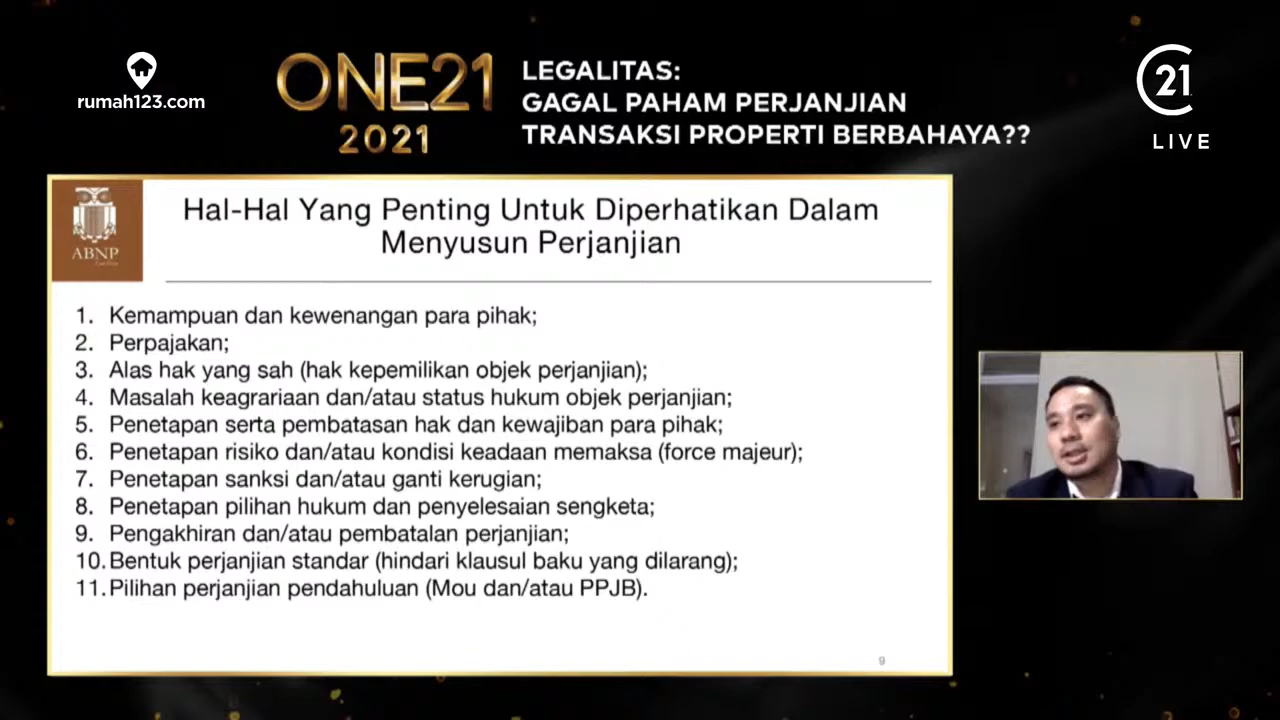 rumah123.com
ONE21
2021
LEGALITAS:
GAGAL PAHAM PERJANJIAN
TRANSAKSI PROPERTI BERBAHAYA??
21
LIVE
ABNP
Hal-Hal Yang Penting Untuk Diperhatikan Dalam
Menyusun Perjanjian
1. Kemampuan dan kewenangan para pihak;
2. Perpajakan;
3. Alas hak yang sah (hak kepemilikan objek perjanjian);
4. Masalah keagrariaan dan/atau status hukum objek perjanjian;
5. Penetapan serta pembatasan hak dan kewajiban para pihak;
6. Penetapan risiko dan/atau kondisi keadaan memaksa (force majeur);
7. Penetapan sanksi dan/atau ganti kerugian;
8. Penetapan pilihan hukum dan penyelesaian sengketa;
9. Pengakhiran dan/atau pembatalan perjanjian;
10. Bentuk perjanjian standar (hindari klausul baku yang dilarang);
11. Pilihan perjanjian pendahuluan (Mou dan/atau PPJB).
9